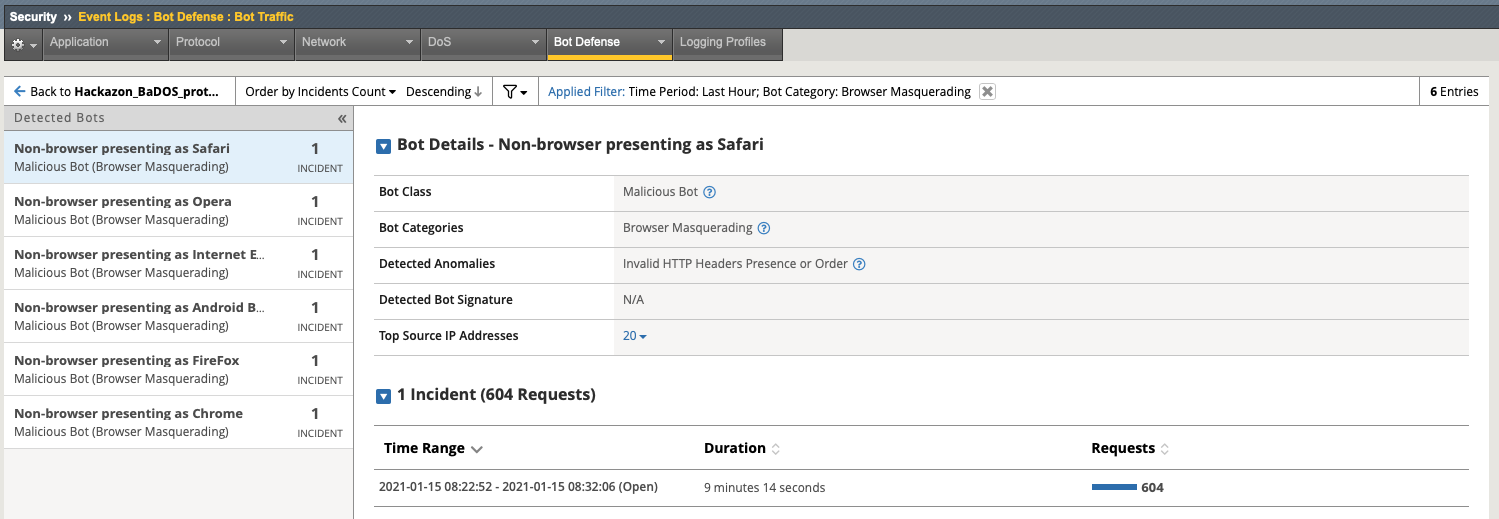 Security ›› Event Logs : Bot Defense : Bot Traffic
Application Protocol Network DoS Bot Defense Logging Profiles
Back to Hackazon_BaDOS_prot... Order by Incidents Count Descending Applied Filter: Time Period: Last Hour; Bot Category: Browser Masquerading 6 Entries
Detected Bots «
Non-browser presenting as Safari 1
Malicious Bot (Browser Masquerading) INCIDENT
Non-browser presenting as Opera 1
Malicious Bot (Browser Masquerading) INCIDENT
Non-browser presenting as Internet E... 1
Malicious Bot (Browser Masquerading) INCIDENT
Non-browser presenting as Android B... 1
Malicious Bot (Browser Masquerading) INCIDENT
Non-browser presenting as FireFox 1
Malicious Bot (Browser Masquerading) INCIDENT
Non-browser presenting as Chrome 1
Malicious Bot (Browser Masquerading) INCIDENT
Bot Details - Non-browser presenting as Safari
Bot Class Malicious Bot ?
Bot Categories Browser Masquerading ?
Detected Anomalies Invalid HTTP Headers Presence or Order ?
Detected Bot Signature N/A
Top Source IP Addresses 20
1 Incident (604 Requests)
Time Range Duration Requests
2021-01-15 08:22:52 - 2021-01-15 08:32:06 (Open) 9 minutes 14 seconds 604